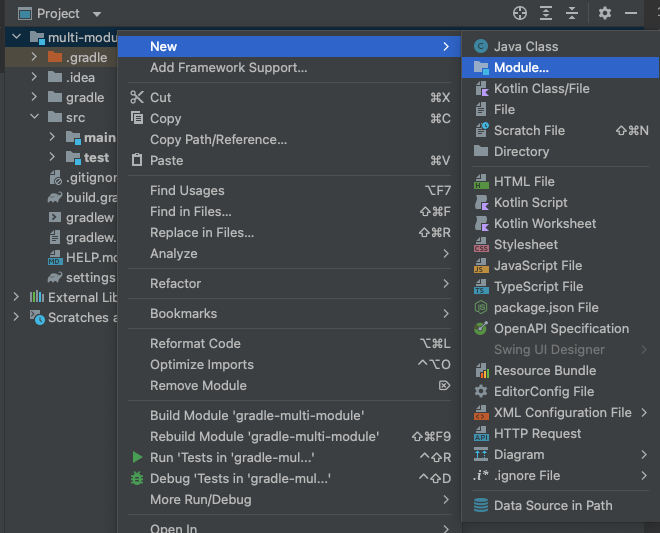 Project
multi-modu
.gradle
.idea
gradle
src
main
test
.gitignor
build.gra
gradlew
gradlew.
HELP.md
settings
External Lib
Scratches a
New
Add Framework Support...
Cut ⌘X
Copy ⌘C
Copy Path/Reference...
Paste ⌘V
Find Usages ⌥F7
Find in Files... ⇧⌘F
Replace in Files... ⇧⌘R
Analyze
Refactor
Bookmarks
Reformat Code ⌥⌘L
Optimize Imports ^⌥O
Remove Module ⌦
Build Module 'gradle-multi-module'
Rebuild Module 'gradle-multi-module' ⇧⌘F9
Run 'Tests in 'gradle-mul...' ^⇧R
Debug 'Tests in 'gradle-mul...' ^⇧D
More Run/Debug
Open In
Java Class
Module...
Kotlin Class/File
File
Scratch File ⇧⌘N
Directory
HTML File
Kotlin Script
Kotlin Worksheet
Stylesheet
JavaScript File
TypeScript File
package.json File
OpenAPI Specification
Swing UI Designer
Resource Bundle
EditorConfig File
XML Configuration File
HTTP Request
Diagram
.ignore File
Data Source in Path